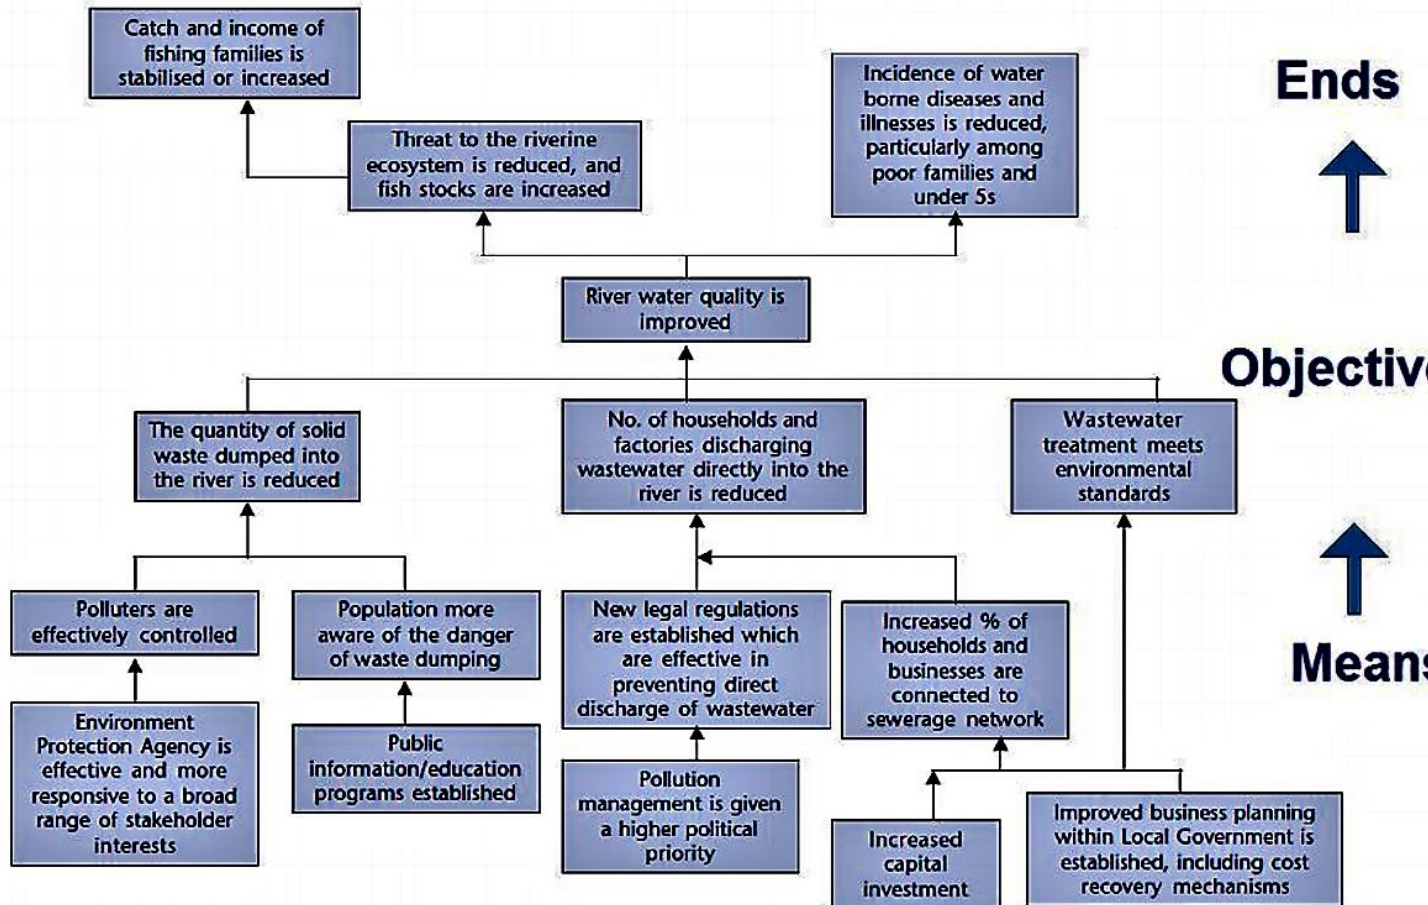 Catch and income of
fishing families is
stabilised or increased
Ends
Incidence of water
borne diseases and
illnesses is reduced,
particularly among
poor families and
under 5s
Threat to the riverine
ecosystem is reduced, and
fish stocks are increased
River water quality is
improved
Objective
The quantity of solid
waste dumped into
the river is reduced
No. of households and
factories discharging
wastewater directly into the
river is reduced
Wastewater
treatment meets
environmental
standards
Means
Polluters are
effectively controlled
Population more
aware of the danger
of waste dumping
New legal regulations
are established which
are effective in
preventing direct
discharge of wastewater
Increased % of
households and
businesses are
connected to
sewerage network
Environment
Protection Agency is
effective and more
responsive to a broad
range of stakeholder
interests
Public
information/education
programs established
Pollution
management is given
a higher political
priority
Increased
capital
investment
Improved business planning
within Local Government is
established, including cost
recovery mechanisms